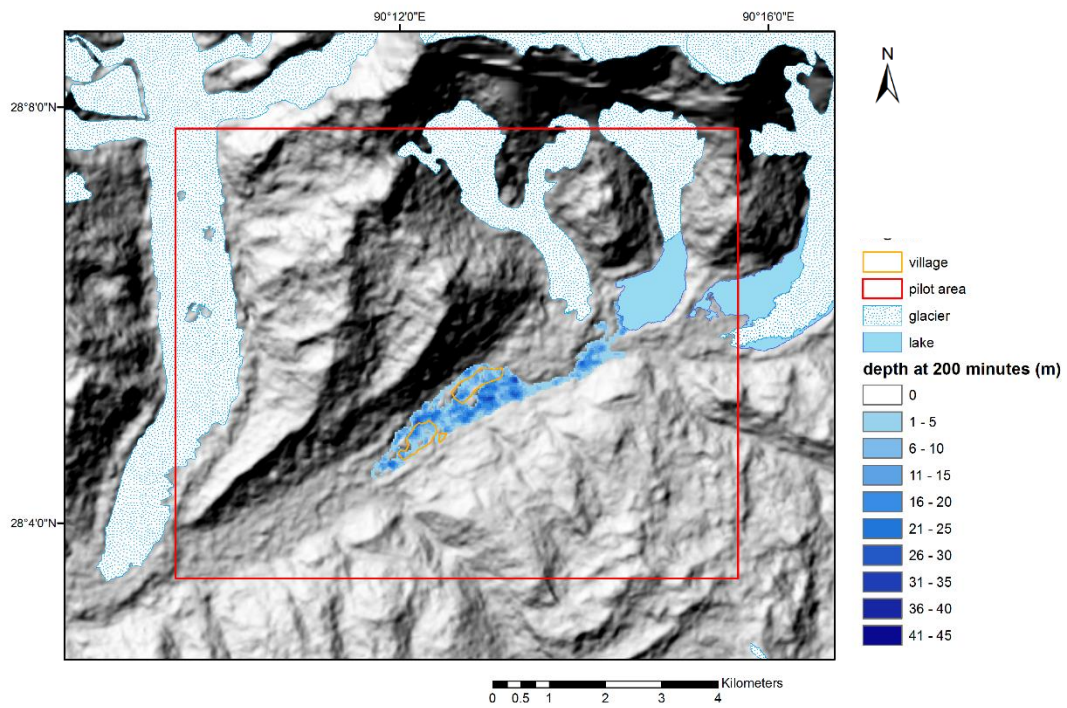 90°12'0"E 90°16'0"E
N
28°8'0"N
village
pilot area
glacier
lake
depth at 200 minutes (m)
0
1 - 5
6 - 10
11 - 15
16 - 20
21 - 25
26 - 30
31 - 35
36 - 40
41 - 45
28°4'0"N
Kilometers
0 0.5 1 2 3 4